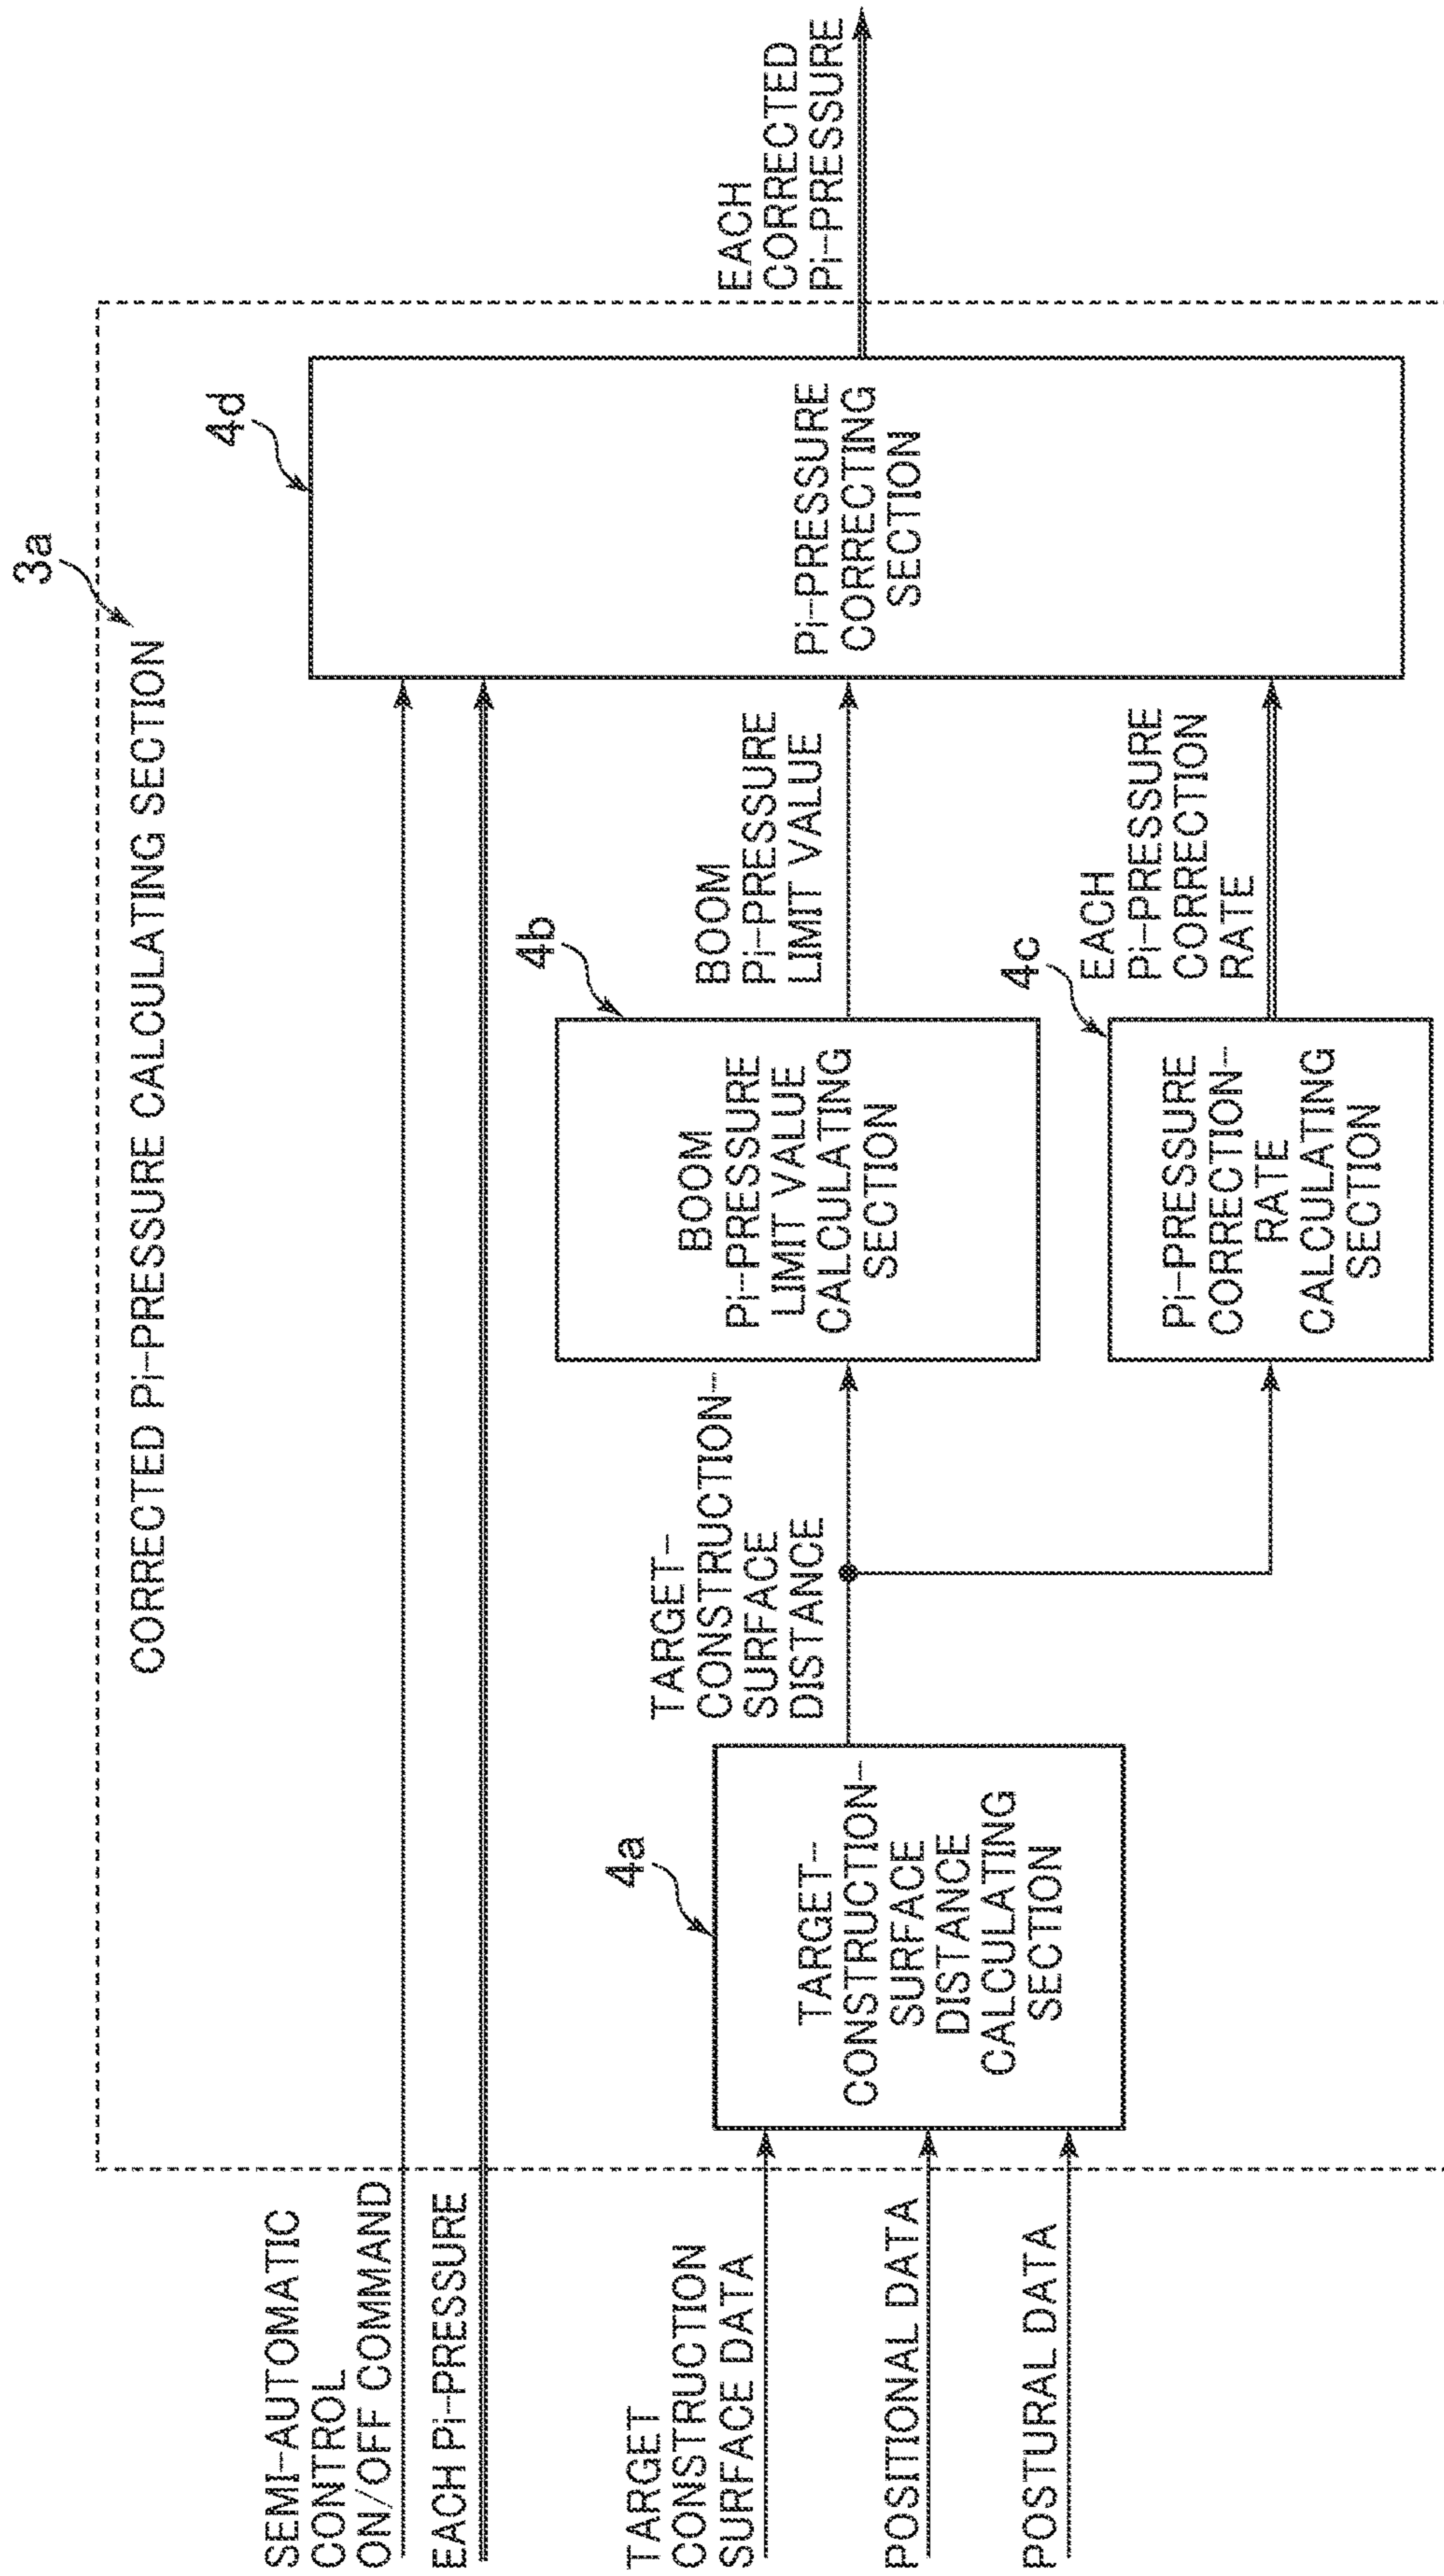 3a
CORRECTED Pi-PRESSURE CALCULATING SECTION
SEMI-AUTOMATIC
CONTROL
ON/OFF COMMAND
EACH Pi-PRESSURE
TARGET
CONSTRUCTION
SURFACE DATA
POSITIONAL DATA
POSTURAL DATA
4a
TARGET-
CONSTRUCTION-
SURFACE
DISTANCE
CALCULATING
SECTION
TARGET-
CONSTRUCTION-
SURFACE
DISTANCE
4b
BOOM
Pi-PRESSURE
LIMIT VALUE
CALCULATING
SECTION
BOOM
Pi-PRESSURE
LIMIT VALUE
4c
Pi-PRESSURE
CORRECTION-
RATE
CALCULATING
SECTION
EACH
Pi-PRESSURE
CORRECTION
RATE
4d
Pi-PRESSURE
CORRECTING
SECTION
EACH
CORRECTED
Pi-PRESSURE